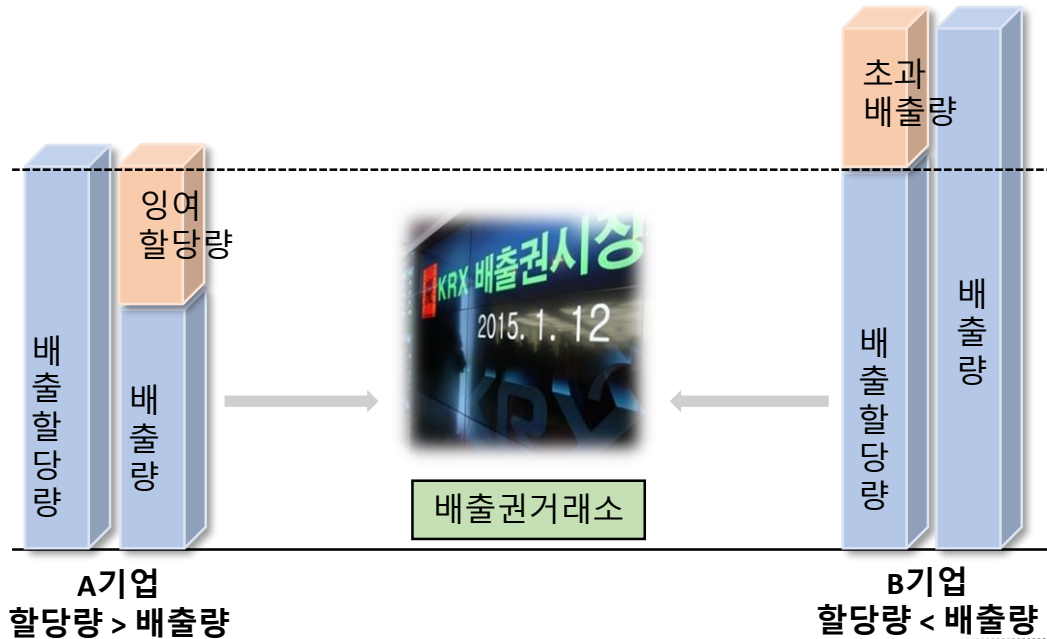 초과
배출량
잉여
할당량
KRX 배출권시장
2015. 1. 12
KRX
배출할당량
배출량
배출할당량
배출량
배출권거래소
A기업
할당량 > 배출량
B기업
할당량 < 배출량